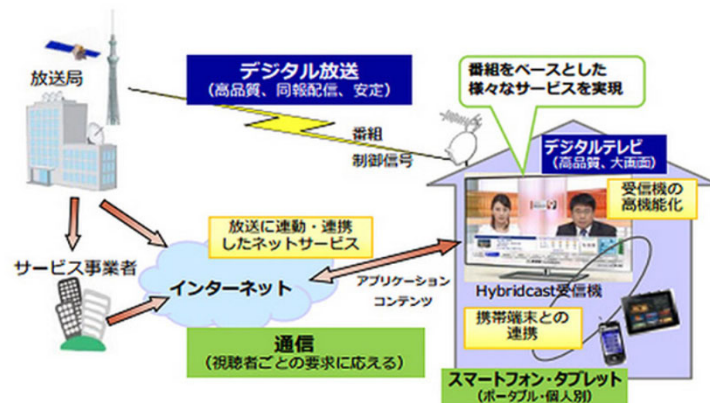 放送局
デジタル放送
(高品質、同報配信、安定)
番組
制御信号
番組をベースとした
様々なサービスを実現
デジタルテレビ
(高品質、大画面)
受信機の
高機能化
放送に連動・連携
したネットサービス
サービス事業者
インターネット
アプリケーション
コンテンツ
Hybridcast受信機
携帯端末との
連携
通信
(視聴者ごとの要求に応える)
スマートフォン・タブレット
(ポータブル・個人別)